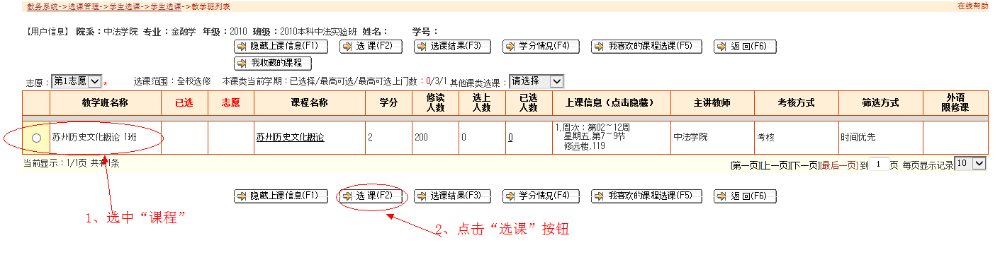 教务系统->选课管理->学生选课->学生选课->教学班列表 在线帮助
【用户信息】 院系：中法学院 专业：金融学 年级：2010 班级：2010本科中法实验班 姓名： 学号：
隐藏上课信息(F1) 选 课(F2) 选课结果(F3) 学分情况(F4) 我喜欢的课程选课(F5) 返 回(F6)
我收藏的课程
志愿：第1志愿 * 选课范围：全校选修 本课类当前学期：已选择/最高可选/最高可选上门数：0/3/1 其他课类选课：请选择
教学班名称 已选 志愿 课程名称 学分 修读人数 选上人数 已选人数 上课信息（点击隐藏） 主讲教师 考核方式 筛选方式 外语限修课
苏州历史文化概论 1班 苏州历史文化概论 2 200 0 0 1,周次：第02～12周 中法学院 考核 时间优先
星期五,第7～9节
修远楼,119
当前显示：1/1页 共有1条 [第一页][上一页][下一页][最后一页] 到 1 页 每页显示记录 10
隐藏上课信息(F1) 选 课(F2) 选课结果(F3) 学分情况(F4) 我喜欢的课程选课(F5) 返 回(F6)
1、选中“课程”
2、点击“选课”按钮